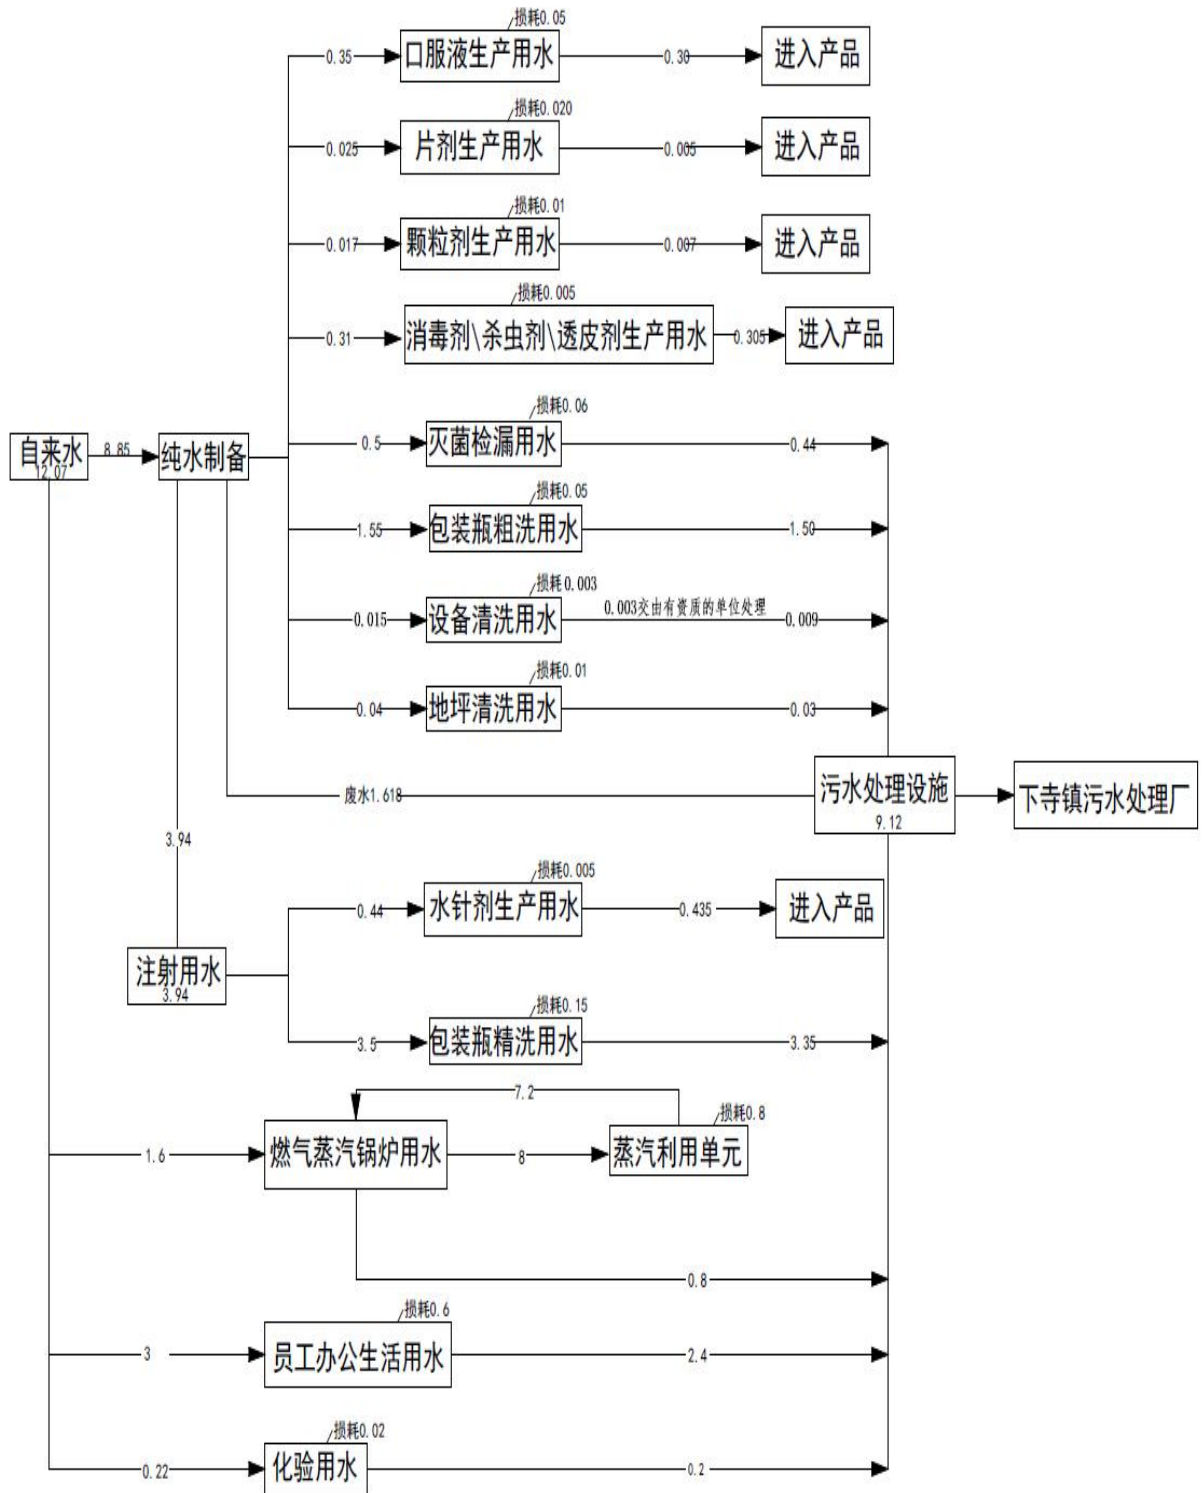 损耗0.05
0.35
口服液生产用水
0.30
进入产品
损耗0.020
0.025
片剂生产用水
0.005
进入产品
损耗0.01
0.017
颗粒剂生产用水
0.007
进入产品
损耗0.005
0.31
消毒剂\杀虫剂\透皮剂生产用水
0.305
进入产品
损耗0.06
自来水
12.07
8.85
纯水制备
0.5
灭菌检漏用水
0.44
损耗0.05
1.55
包装瓶粗洗用水
1.50
损耗0.003
0.015
设备清洗用水
0.003交由有资质的单位处理
0.009
损耗0.01
0.04
地坪清洗用水
0.03
废水1.618
污水处理设施
9.12
下寺镇污水处理厂
3.94
损耗0.005
0.44
水针剂生产用水
0.435
进入产品
注射用水
3.94
损耗0.15
3.5
包装瓶精洗用水
3.35
7.2
损耗0.8
1.6
燃气蒸汽锅炉用水
8
蒸汽利用单元
0.8
损耗0.6
3
员工办公生活用水
2.4
损耗0.02
0.22
化验用水
0.2